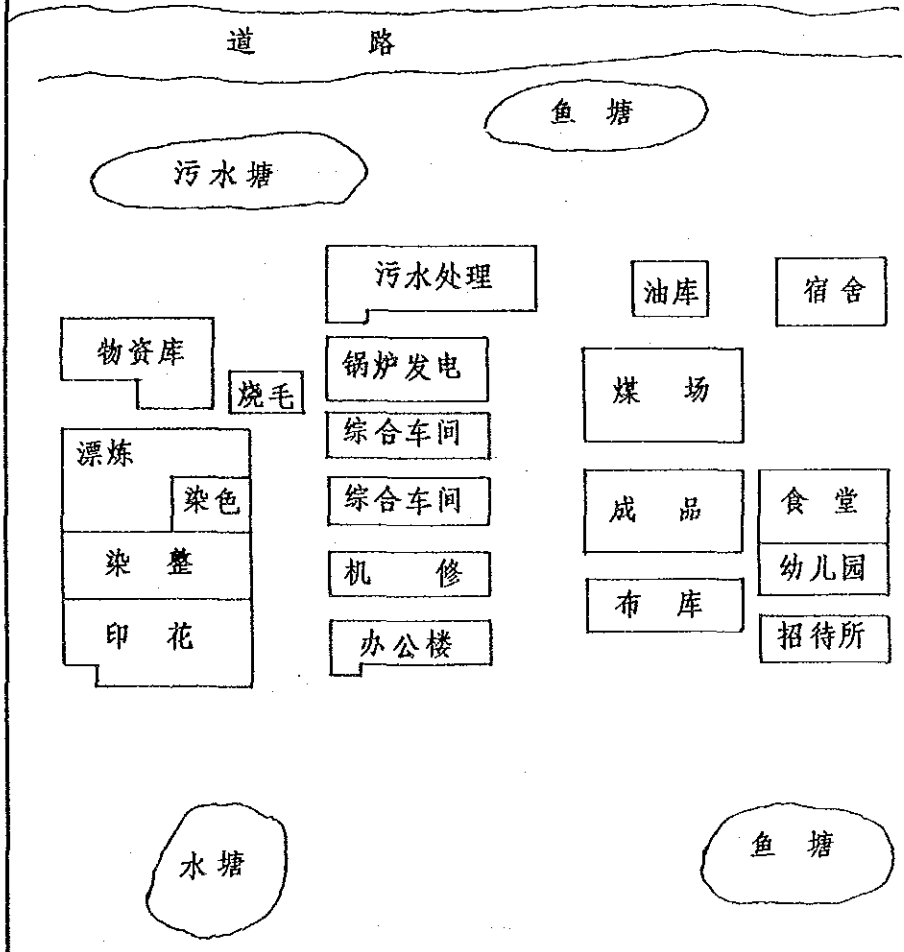 道 路
鱼 塘
污水塘
污水处理
油库
宿舍
物资库
锅炉发电
烧毛
煤 场
综合车间
漂炼
染色
综合车间
成 品
食 堂
染 整
机 修
幼儿园
布 库
印 花
办公楼
招待所
水塘
鱼 塘